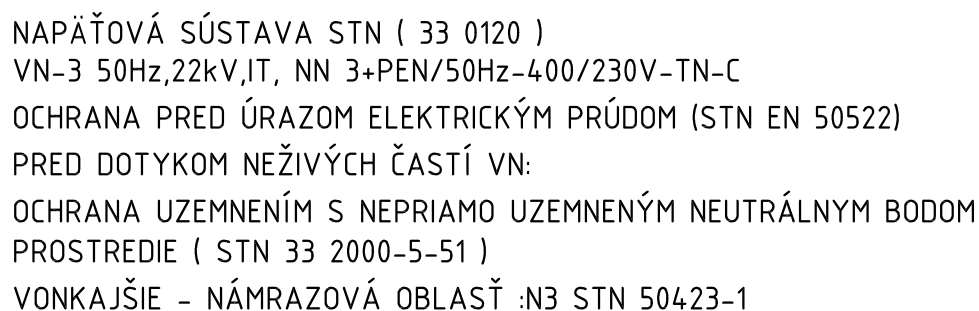 NAPÄŤOVÁ SÚSTAVA STN ( 33 0120 )
VN-3 50Hz,22kV,IT, NN 3+PEN/50Hz-400/230V-TN-C
OCHRANA PRED ÚRAZOM ELEKTRICKÝM PRÚDOM (STN EN 50522)
PRED DOTYKOM NEŽIVÝCH ČASTÍ VN:
OCHRANA UZEMNENÍM S NEPRIAMO UZEMNENÝM NEUTRÁLNYM BODOM
PROSTREDIE ( STN 33 2000-5-51 )
VONKAJŠIE - NÁMRAZOVÁ OBLASŤ :N3 STN 50423-1